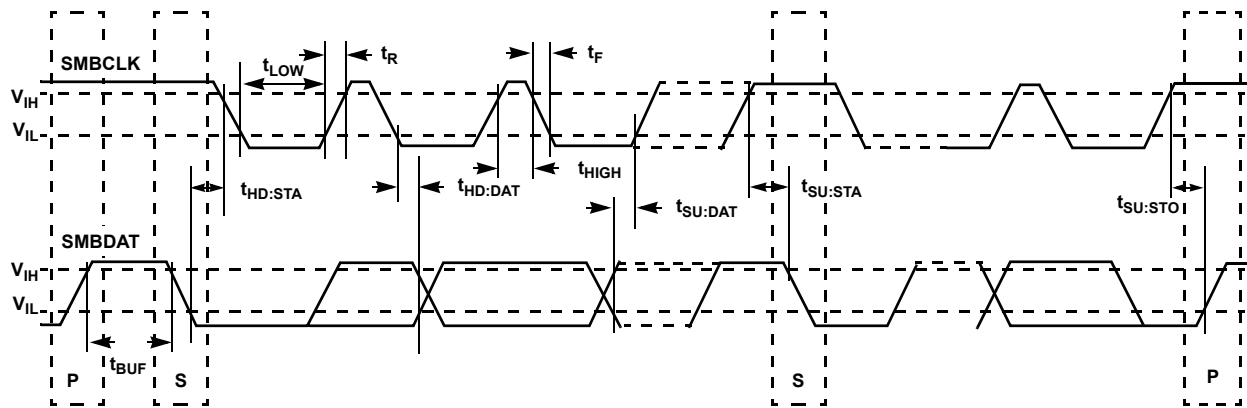 SMBCLK
tLOW
tR
tF
VIH
VIL
tHD:STA
tHD:DAT
tHIGH
tSU:DAT
tSU:STA
tSU:STO
SMBDAT
VIH
VIL
tBUF
P
S
S
P